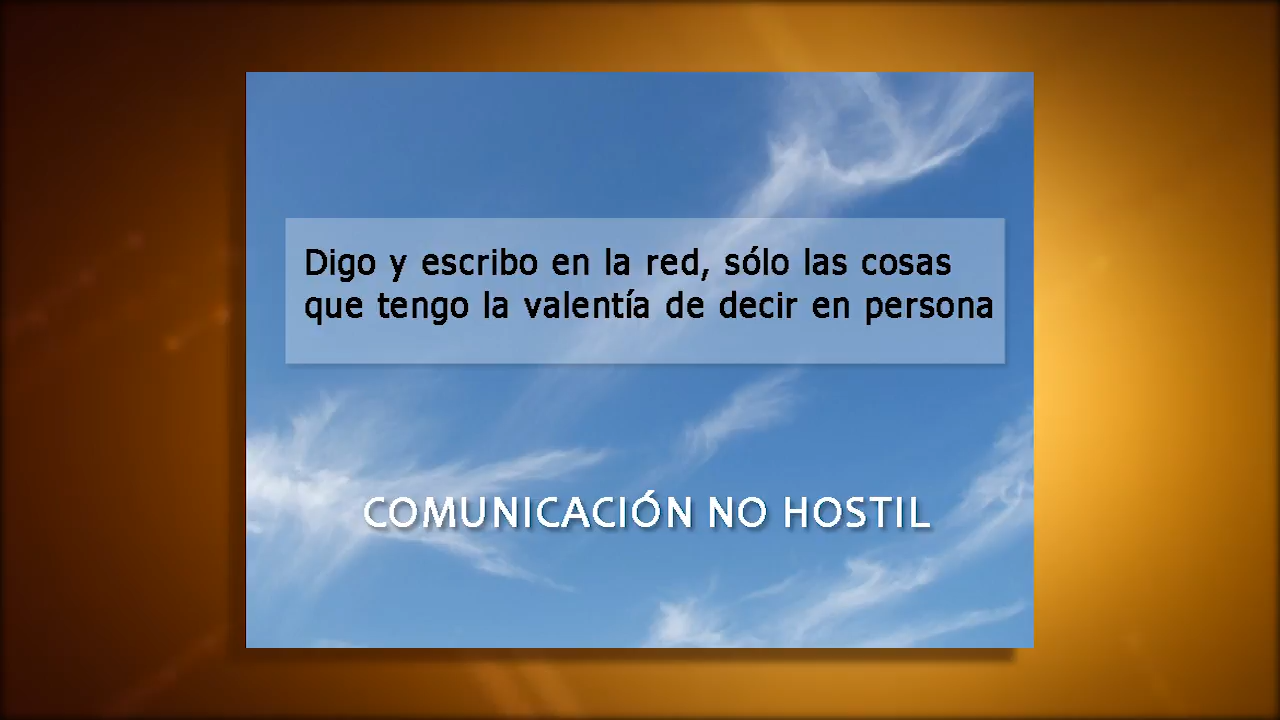 Digo y escribo en la red, sólo las cosas
que tengo la valentía de decir en persona
COMUNICACIÓN NO HOSTIL